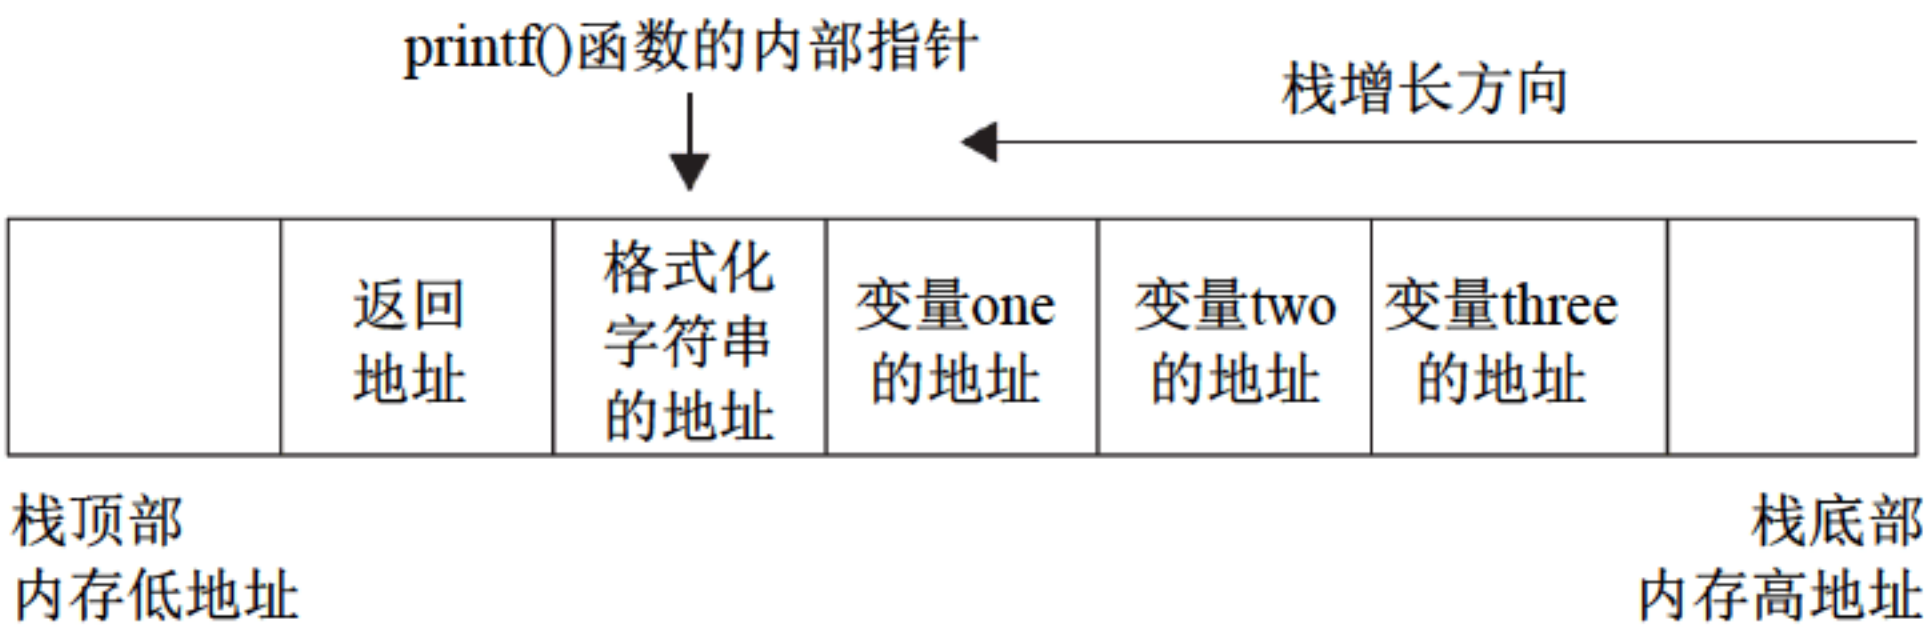 printf()函数的内部指针
栈增长方向
返回
地址
格式化
字符串
的地址
变量one
的地址
变量two
的地址
变量three
的地址
栈顶部
内存低地址
栈底部
内存高地址